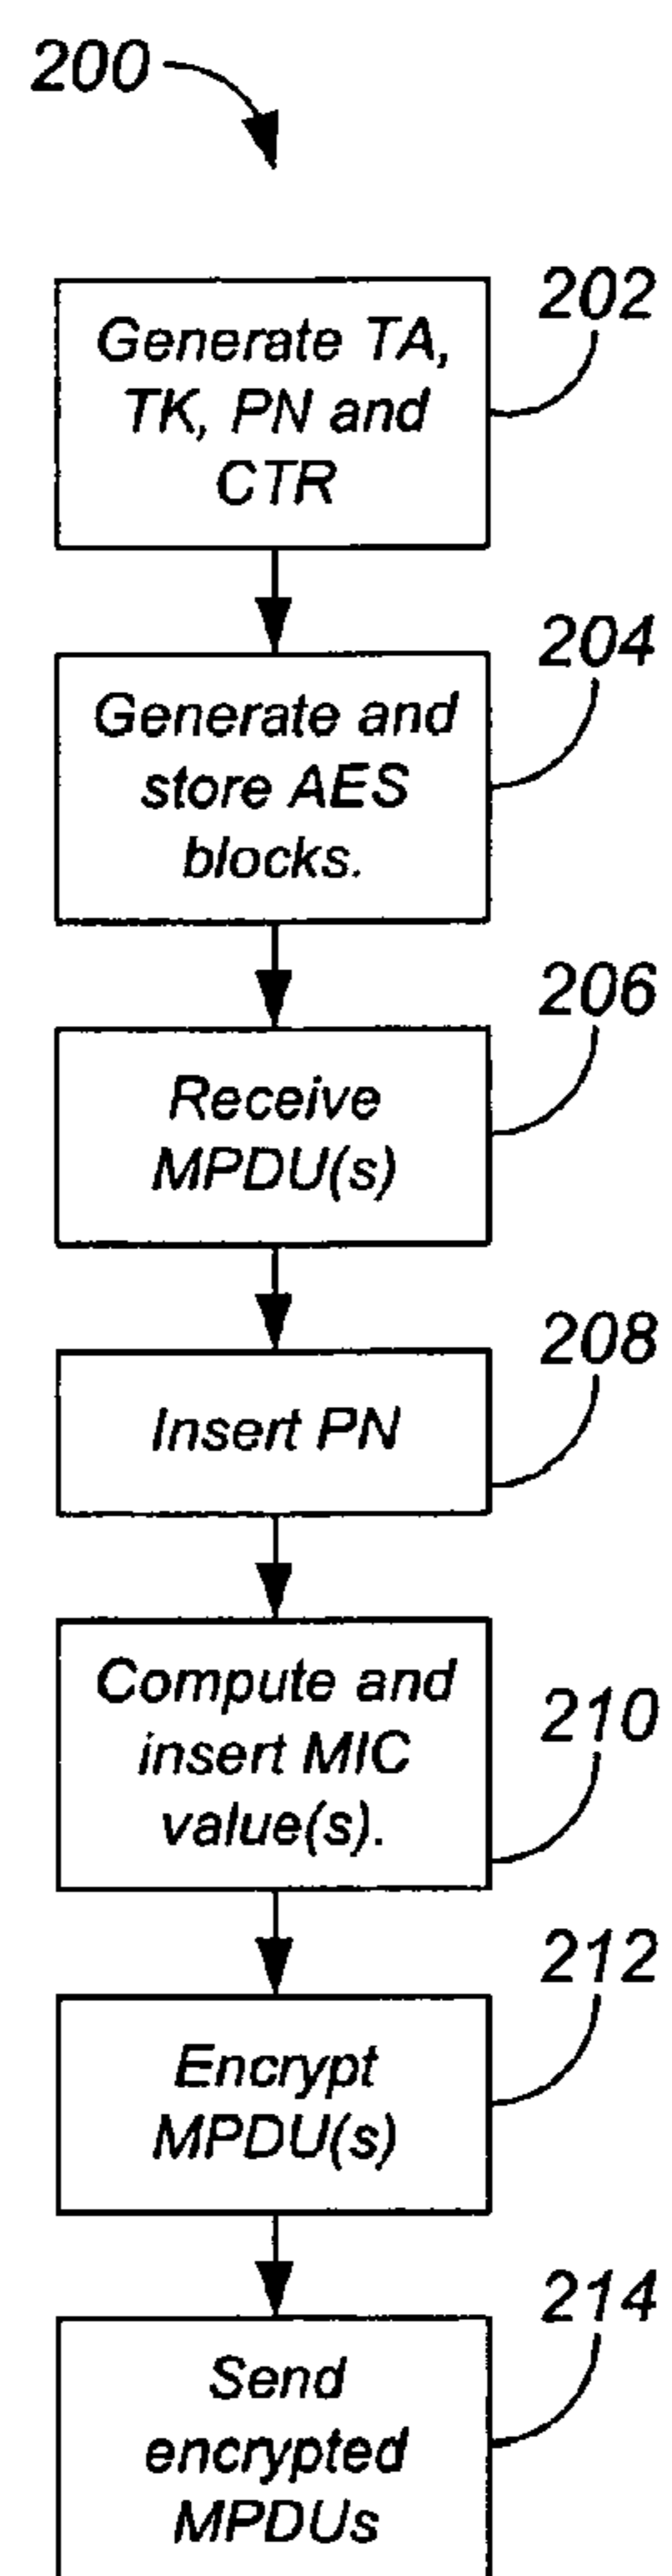 200
202
Generate TA,
TK, PN and
CTR
204
Generate and
store AES
blocks.
206
Receive
MPDU(s)
208
Insert PN
210
Compute and
insert MIC
value(s).
212
Encrypt
MPDU(s)
214
Send
encrypted
MPDUs